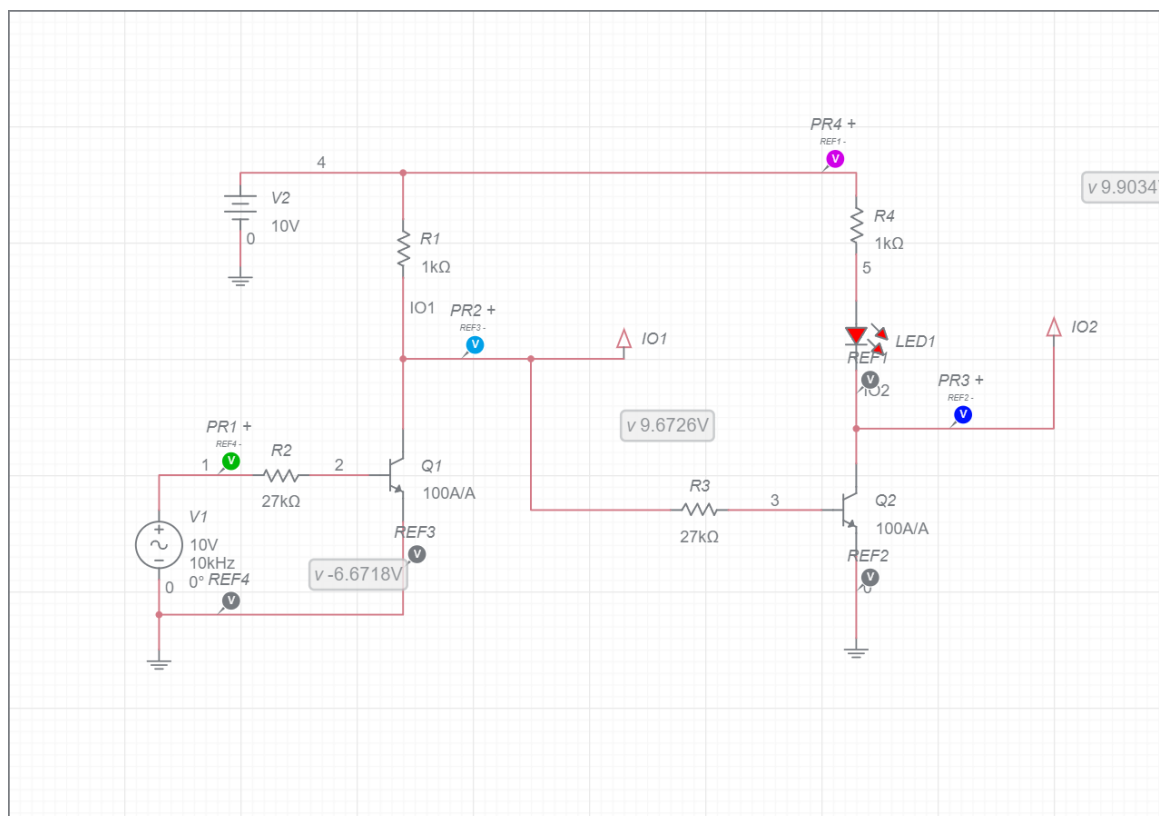 PR4 +
REF1 -
V
4
V2
10V
0
R4
1kΩ
v 9.9034
R1
1kΩ
5
IO1
PR2 +
REF3 -
V
IO1
LED1
IO2
REF1
V
IO2
PR3 +
REF2 -
V
v 9.6726V
PR1 +
REF4 -
V
1
R2
27kΩ
2
Q1
100A/A
R3
27kΩ
3
Q2
100A/A
V1
10V
10kHz
0°
REF4
V
0
REF3
V
v -6.6718V
REF2
V